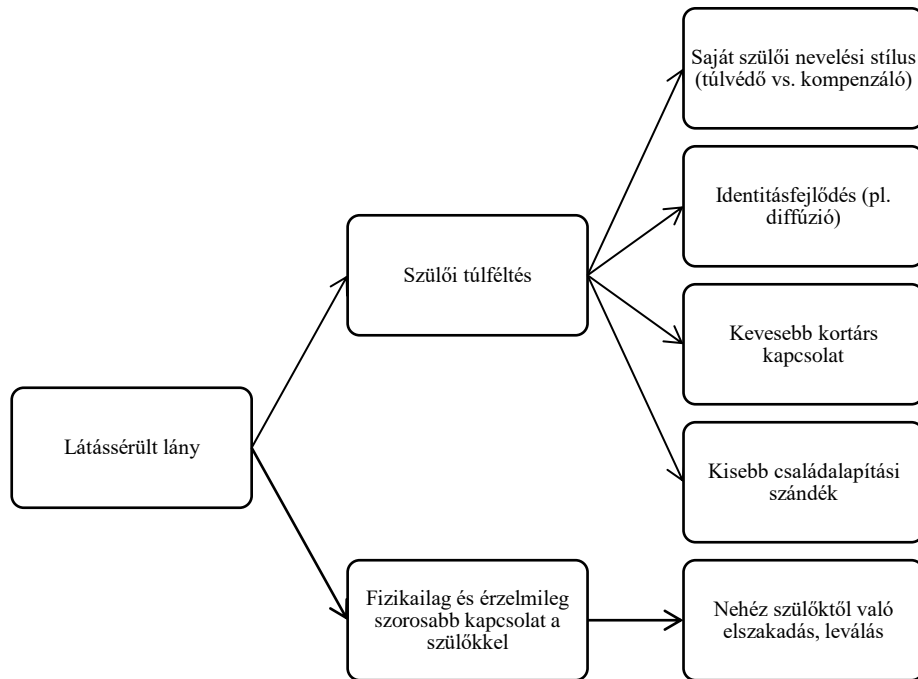 Saját szülői nevelési stílus
(túlvédő vs. kompenzáló)
Identitásfejlődés (pl.
diffúzió)
Szülői túlféltés
Kevesebb kortárs
kapcsolat
Látássérült lány
Kisebb családalapítási
szándék
Fizikailag és érzelmileg
szorosabb kapcsolat a
szülőkkel
Nehéz szülőktől való
elszakadás, leválás